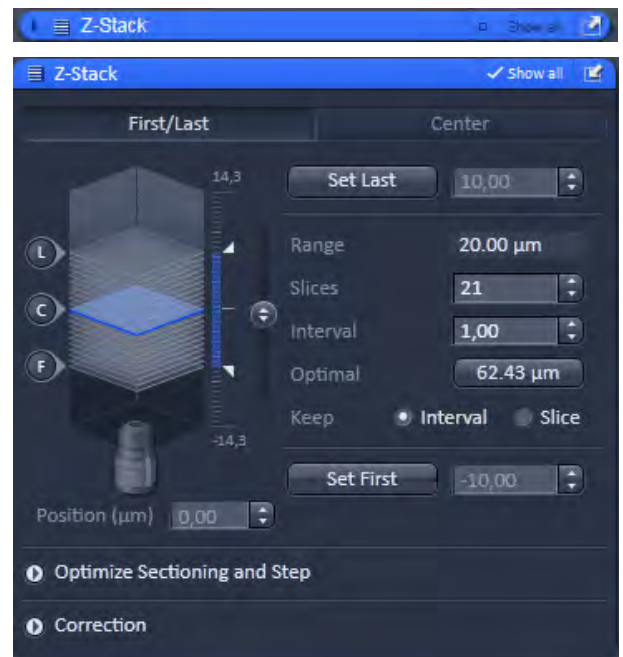 Z-Stack Show all
Z-Stack Show all
First/Last Center
14,3 Set Last 10,00
L Range 20.00 µm
Slices 21
C Interval 1,00
F Optimal 62.43 µm
Keep Interval Slice
-14,3
Set First -10,00
Position (µm) 0,00
Optimize Sectioning and Step
Correction